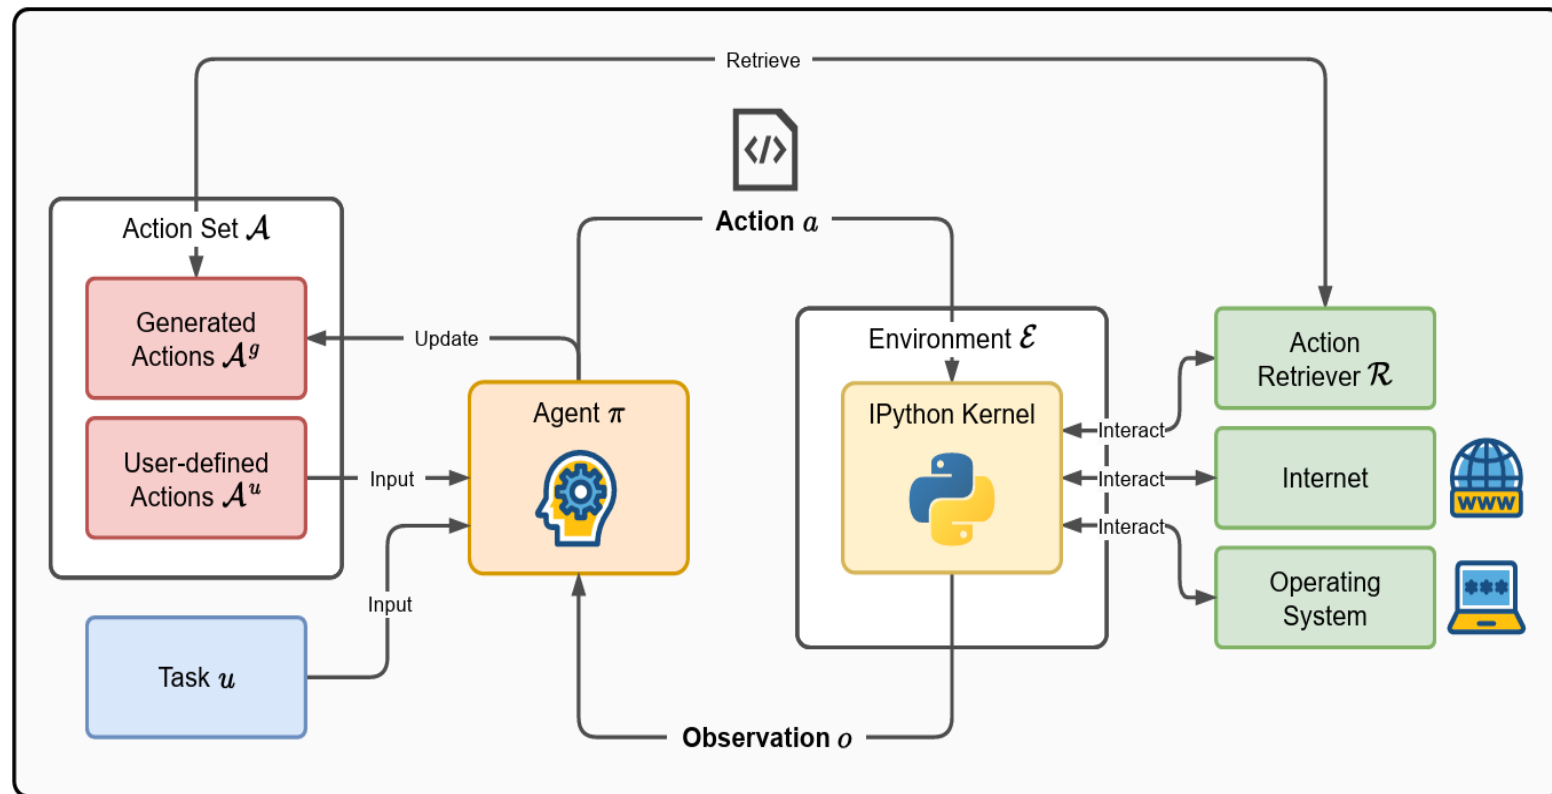 Retrieve
</>
Action a
Action Set 𝒜
Generated
Actions 𝒜^g
User-defined
Actions 𝒜^u
Update
Input
Input
Task u
Agent π
Environment ℰ
IPython Kernel
Interact
Interact
Interact
Action
Retriever ℛ
Internet
WWW
Operating
System
***
Observation o